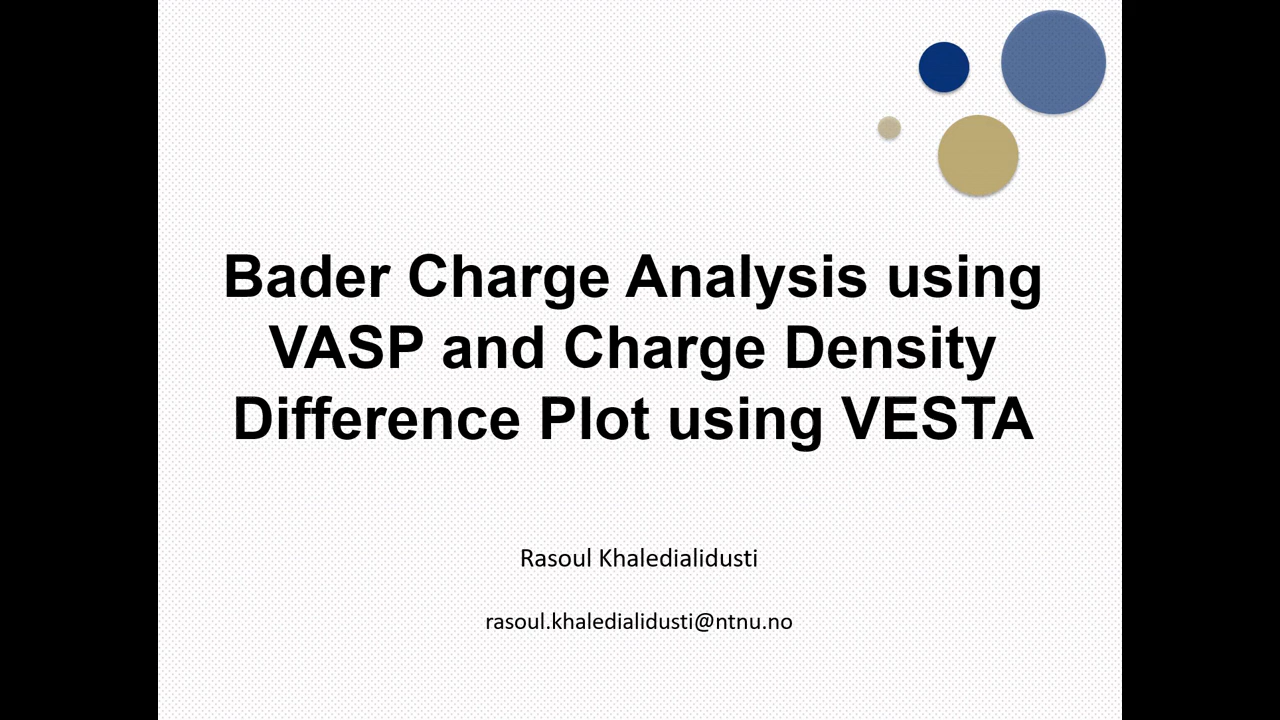 Bader Charge Analysis using
VASP and Charge Density
Difference Plot using VESTA
Rasoul Khaledialidusti
rasoul.khaledialidusti@ntnu.no